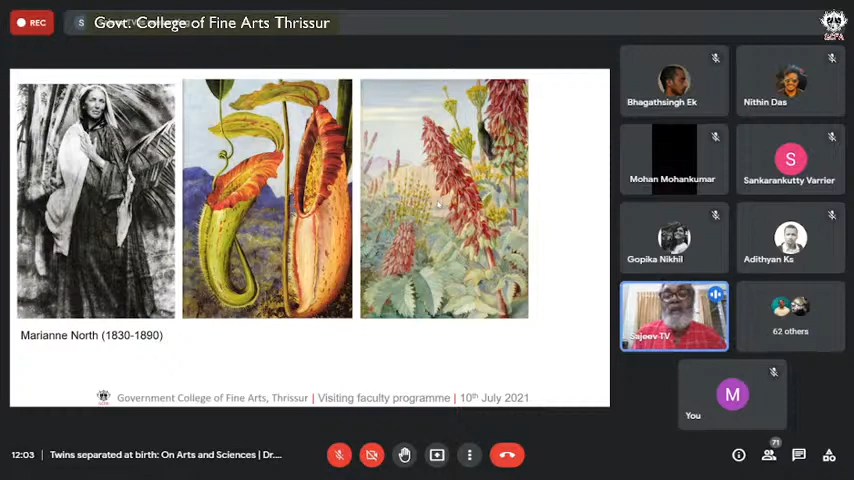 REC
S
Govt. College of Fine Arts Thrissur
GCFA
Bhagathsingh Ek
Nithin Das
Mohan Mohankumar
S
Sankarankutty Varrier
Gopika Nikhil
Adithyan Ks
Sajeev TV
62 others
M
You
Marianne North (1830-1890)
Government College of Fine Arts, Thrissur | Visiting faculty programme | 10th July 2021
12:03 | Twins separated at birth: On Arts and Sciences | Dr....
71